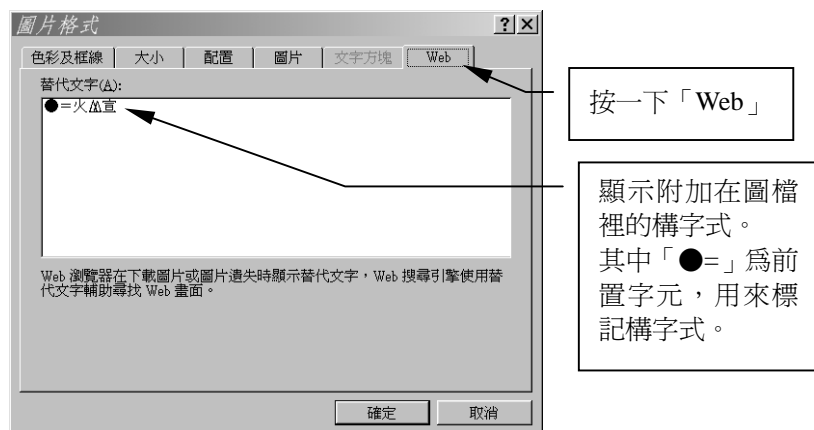 圖片格式
色彩及框線 大小 配置 圖片 文字方塊 Web
替代文字(A):
●=火⿰宣
Web 瀏覽器在下載圖片或圖片遺失時顯示替代文字，Web 搜尋引擎使用替
代文字輔助尋找 Web 畫面。
確定 取消
按一下「Web」
顯示附加在圖檔
裡的構字式。
其中「●=」爲前
置字元，用來標
記構字式。